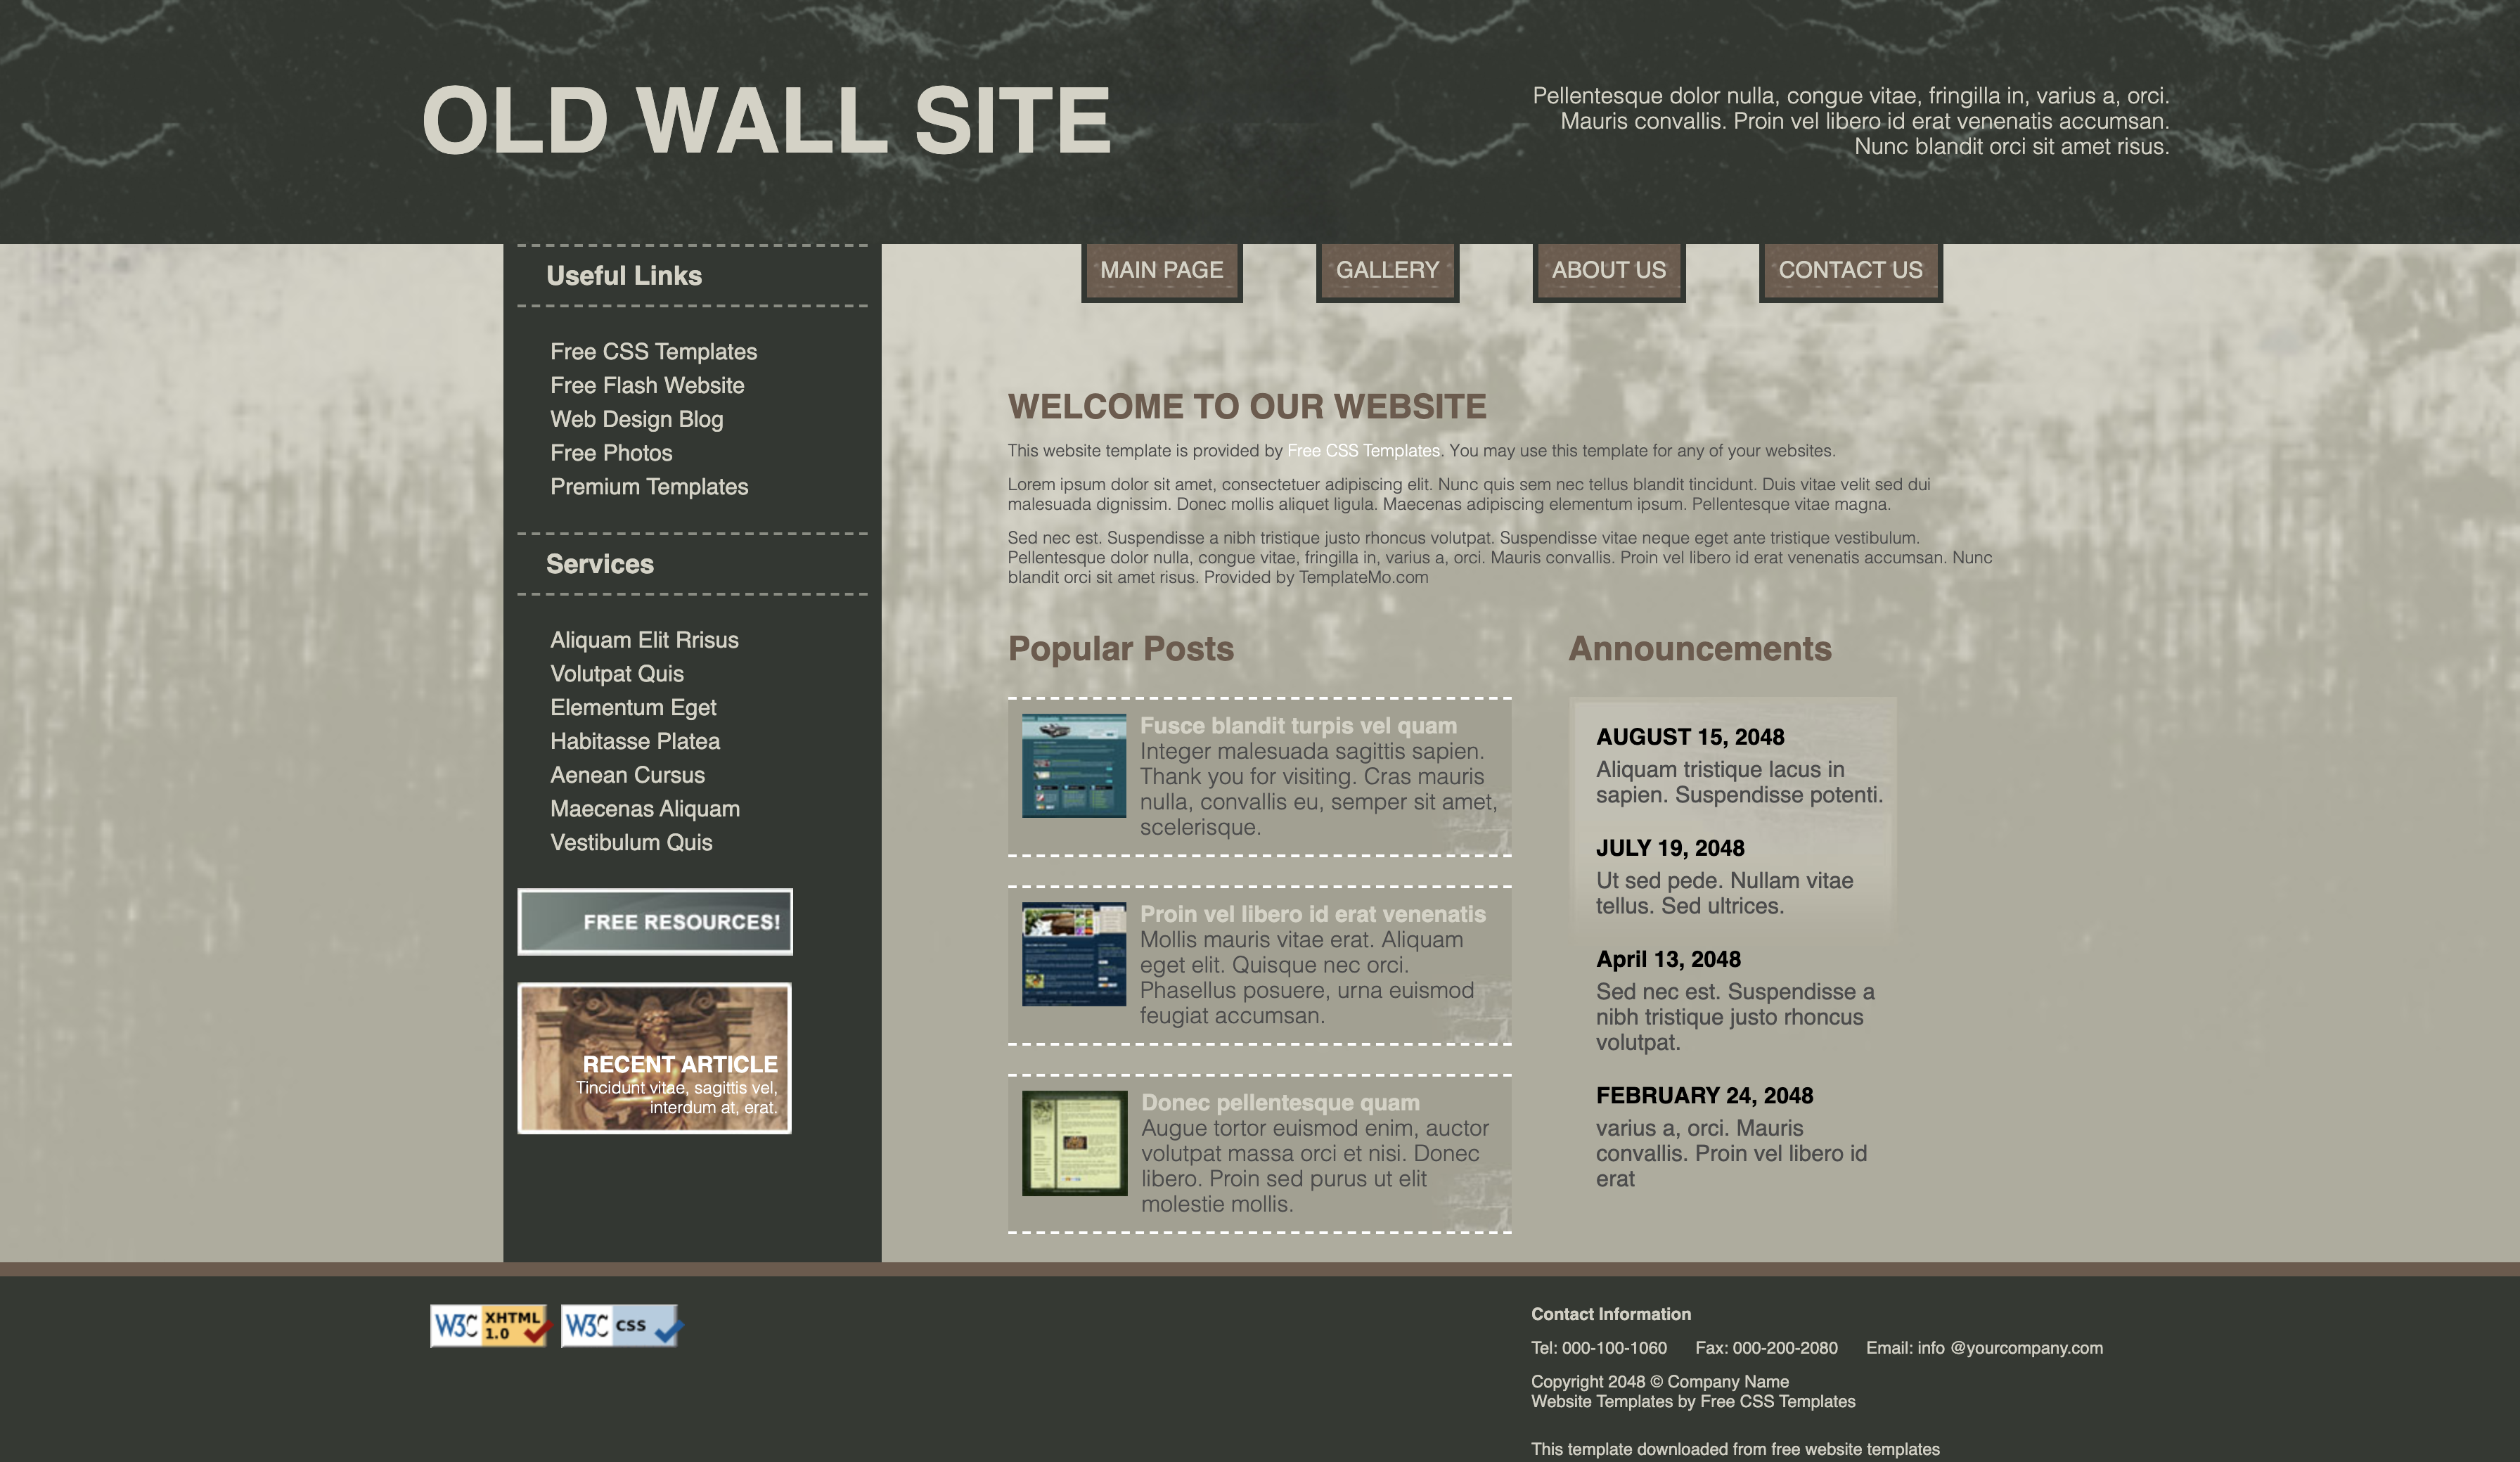 OLD WALL SITE
Pellentesque dolor nulla, congue vitae, fringilla in, varius a, orci.
Mauris convallis. Proin vel libero id erat venenatis accumsan.
Nunc blandit orci sit amet risus.
MAIN PAGE
GALLERY
ABOUT US
CONTACT US
Useful Links
Free CSS Templates
Free Flash Website
Web Design Blog
Free Photos
Premium Templates
Services
Aliquam Elit Rrisus
Volutpat Quis
Elementum Eget
Habitasse Platea
Aenean Cursus
Maecenas Aliquam
Vestibulum Quis
FREE RESOURCES!
RECENT ARTICLE
Tincidunt vitae, sagittis vel,
interdum at, erat.
WELCOME TO OUR WEBSITE
This website template is provided by Free CSS Templates. You may use this template for any of your websites.
Lorem ipsum dolor sit amet, consectetuer adipiscing elit. Nunc quis sem nec tellus blandit tincidunt. Duis vitae velit sed dui
malesuada dignissim. Donec mollis aliquet ligula. Maecenas adipiscing elementum ipsum. Pellentesque vitae magna.
Sed nec est. Suspendisse a nibh tristique justo rhoncus volutpat. Suspendisse vitae neque eget ante tristique vestibulum.
Pellentesque dolor nulla, congue vitae, fringilla in, varius a, orci. Mauris convallis. Proin vel libero id erat venenatis accumsan. Nunc
blandit orci sit amet risus. Provided by TemplateMo.com
Popular Posts
Fusce blandit turpis vel quam
Integer malesuada sagittis sapien.
Thank you for visiting. Cras mauris
nulla, convallis eu, semper sit amet,
scelerisque.
Proin vel libero id erat venenatis
Mollis mauris vitae erat. Aliquam
eget elit. Quisque nec orci.
Phasellus posuere, urna euismod
feugiat accumsan.
Donec pellentesque quam
Augue tortor euismod enim, auctor
volutpat massa orci et nisi. Donec
libero. Proin sed purus ut elit
molestie mollis.
Announcements
AUGUST 15, 2048
Aliquam tristique lacus in
sapien. Suspendisse potenti.
JULY 19, 2048
Ut sed pede. Nullam vitae
tellus. Sed ultrices.
April 13, 2048
Sed nec est. Suspendisse a
nibh tristique justo rhoncus
volutpat.
FEBRUARY 24, 2048
varius a, orci. Mauris
convallis. Proin vel libero id
erat
W3C XHTML 1.0
W3C CSS
Contact Information
Tel: 000-100-1060 Fax: 000-200-2080 Email: info @yourcompany.com
Copyright 2048 © Company Name
Website Templates by Free CSS Templates
This template downloaded from free website templates